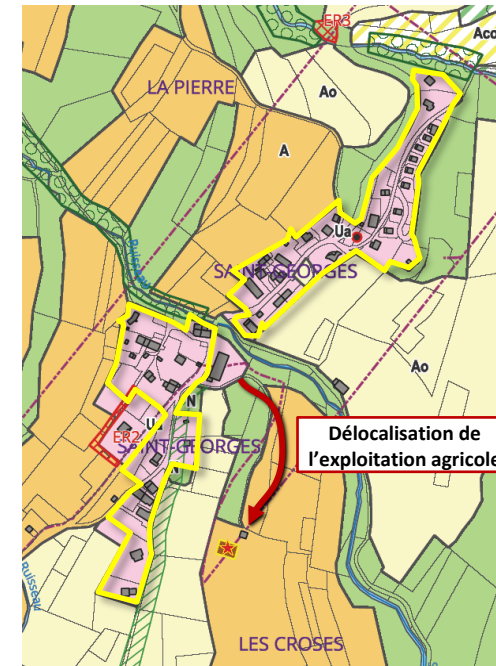 ER3
Aco
LA PIERRE
Ao
A
Ua
SAINT-GEORGES
Ruisseau
Ao
N
ER2
SAINT-GEORGES
N
Délocalisation de
l'exploitation agricole
Ruisseau
LES CROSES